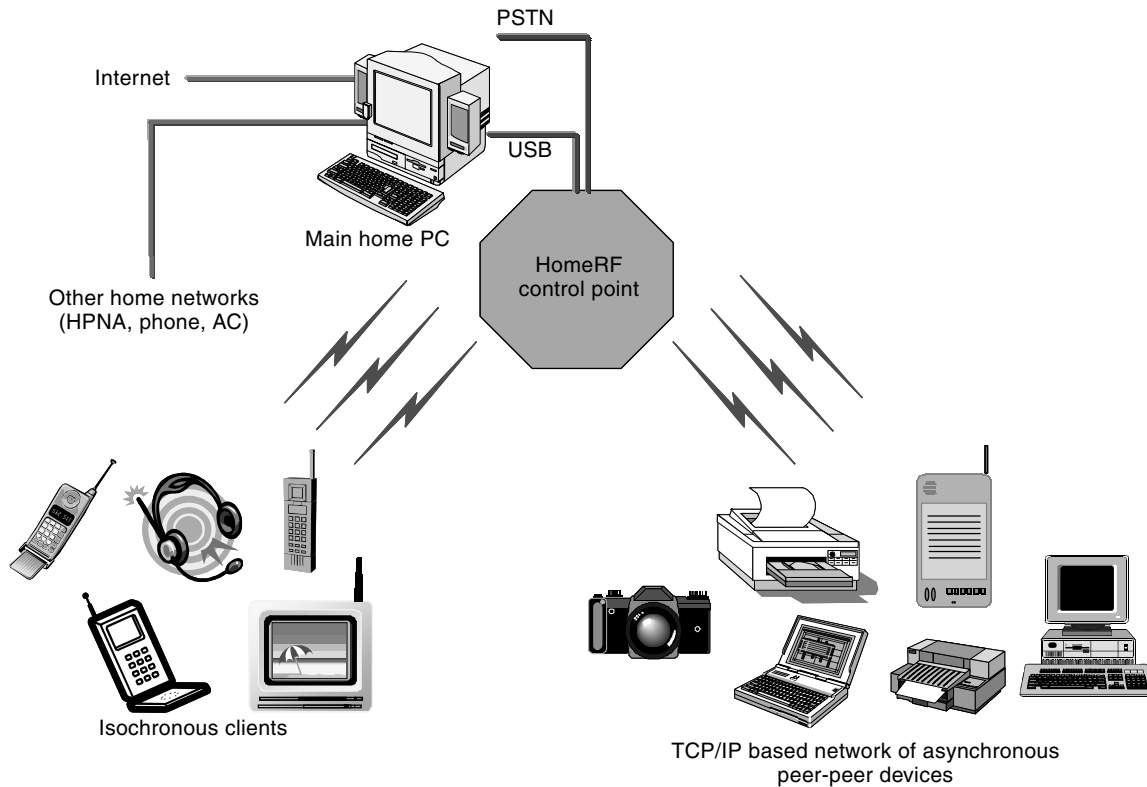 PSTN
Internet
USB
Main home PC
HomeRF
control point
Other home networks
(HPNA, phone, AC)
Isochronous clients
TCP/IP based network of asynchronous
peer-peer devices